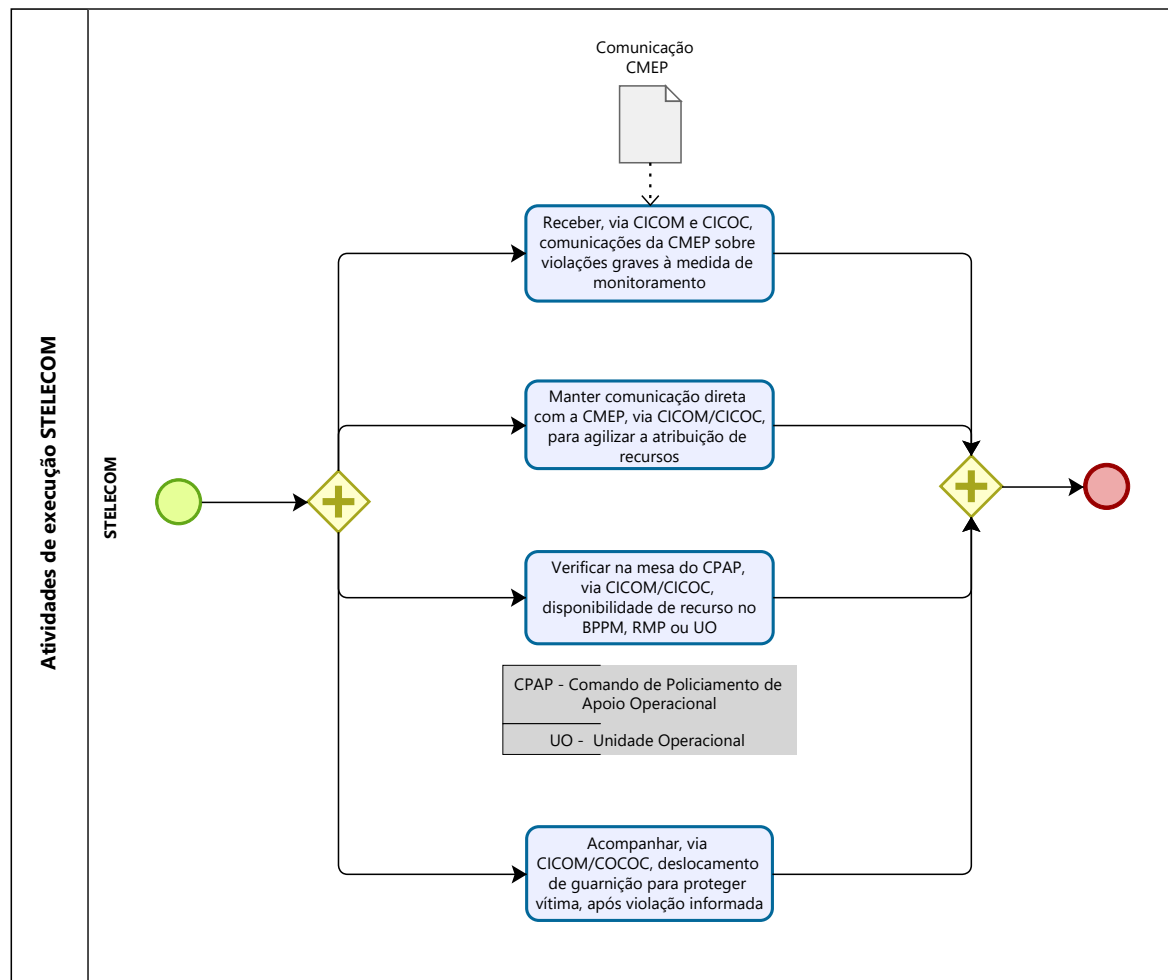 Atividades de execução STELECOM
STELECOM
Comunicação
CMEP
Receber, via CICOM e CICOC,
comunicações da CMEP sobre
violações graves à medida de
monitoramento
Manter comunicação direta
com a CMEP, via CICOM/CICOC,
para agilizar a atribuição de
recursos
Verificar na mesa do CPAP,
via CICOM/CICOC,
disponibilidade de recurso no
BPPM, RMP ou UO
CPAP - Comando de Policiamento de
Apoio Operacional
UO -  Unidade Operacional
Acompanhar, via
CICOM/COCOC, deslocamento
de guarnição para proteger
vítima, após violação informada